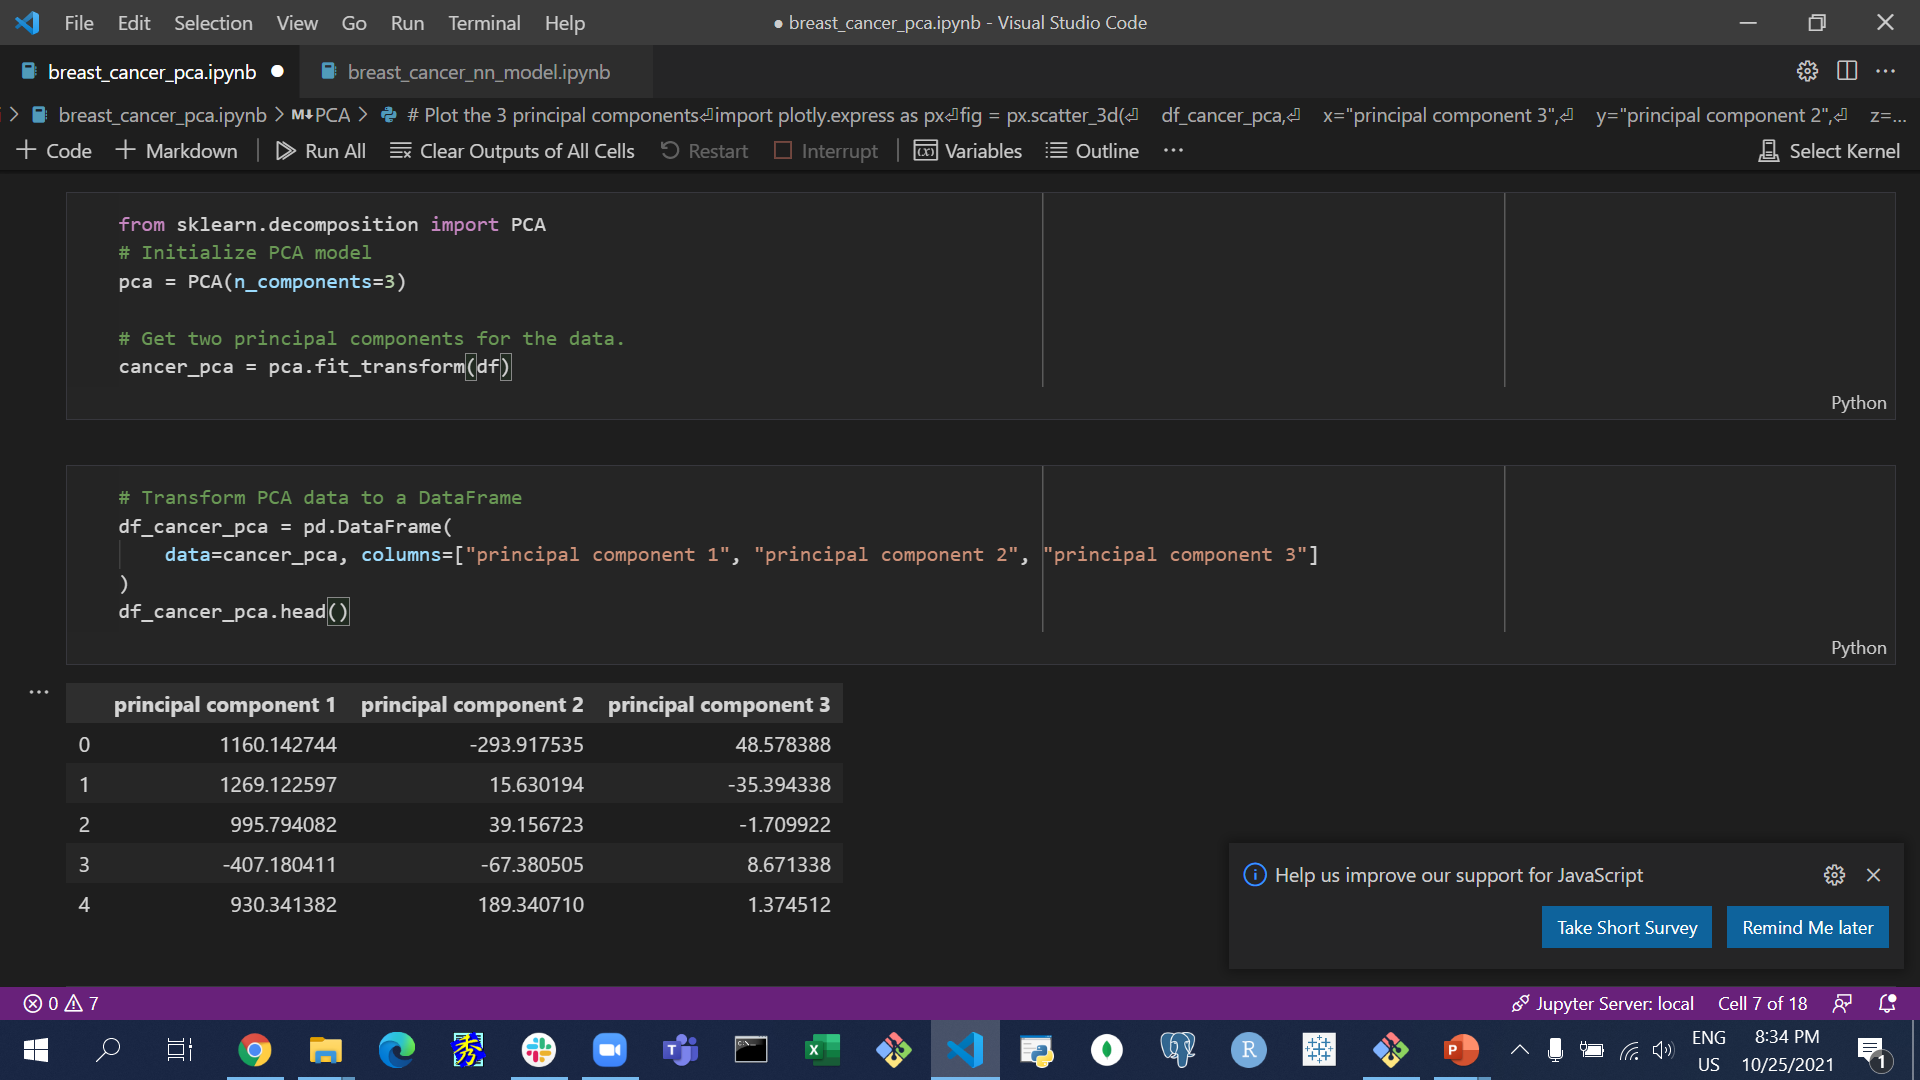 File Edit Selection View Go Run Terminal Help ● breast_cancer_pca.ipynb - Visual Studio Code
breast_cancer_pca.ipynb ● breast_cancer_nn_model.ipynb
breast_cancer_pca.ipynb > M↓PCA > # Plot the 3 principal components⏎import plotly.express as px⏎fig = px.scatter_3d(⏎ df_cancer_pca,⏎ x="principal component 3",⏎ y="principal component 2",⏎ z=...
+ Code + Markdown Run All Clear Outputs of All Cells Restart Interrupt Variables Outline ··· Select Kernel
from sklearn.decomposition import PCA
# Initialize PCA model
pca = PCA(n_components=3)
# Get two principal components for the data.
cancer_pca = pca.fit_transform(df)
Python
# Transform PCA data to a DataFrame
df_cancer_pca = pd.DataFrame(
data=cancer_pca, columns=["principal component 1", "principal component 2", "principal component 3"]
)
df_cancer_pca.head()
Python
principal component 1 principal component 2 principal component 3
0 1160.142744 -293.917535 48.578388
1 1269.122597 15.630194 -35.394338
2 995.794082 39.156723 -1.709922
3 -407.180411 -67.380505 8.671338
4 930.341382 189.340710 1.374512
Help us improve our support for JavaScript
Take Short Survey Remind Me later
0 7 Jupyter Server: local Cell 7 of 18
ENG 8:34 PM
US 10/25/2021 1